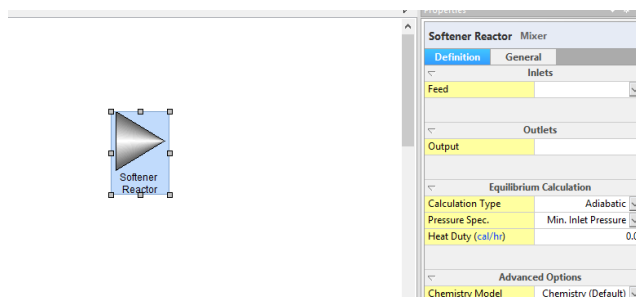 Properties
Softener Reactor Mixer
Definition General
Inlets
Feed
Outlets
Output
Softener
Reactor
Equilibrium Calculation
Calculation Type Adiabatic
Pressure Spec. Min. Inlet Pressure
Heat Duty (cal/hr) 0.0
Advanced Options
Chemistry Model Chemistry (Default)